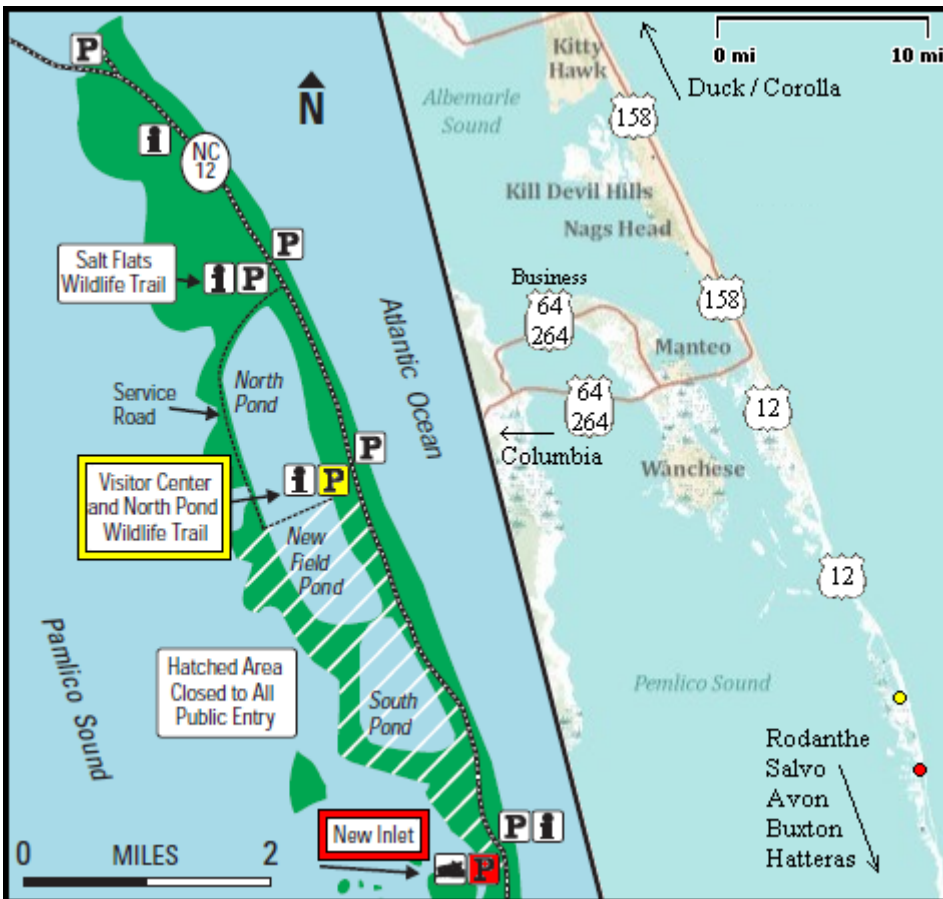 P
N
i
NC
12
Salt Flats
Wildlife Trail
i P
P
North
Pond
Service
Road
Atlantic Ocean
P
Visitor Center
and North Pond
Wildlife Trail
i P
New
Field
Pond
Pamlico Sound
Hatched Area
Closed to All
Public Entry
South
Pond
New Inlet
P
P i
0 MILES 2
0 mi 10 mi
Kitty
Hawk
Duck / Corolla
Albemarle
Sound
158
Kill Devil Hills
Nags Head
Business
64
264
158
Manteo
64
264
12
Columbia
Wanchese
12
Pemlico Sound
Rodanthe
Salvo
Avon
Buxton
Hatteras